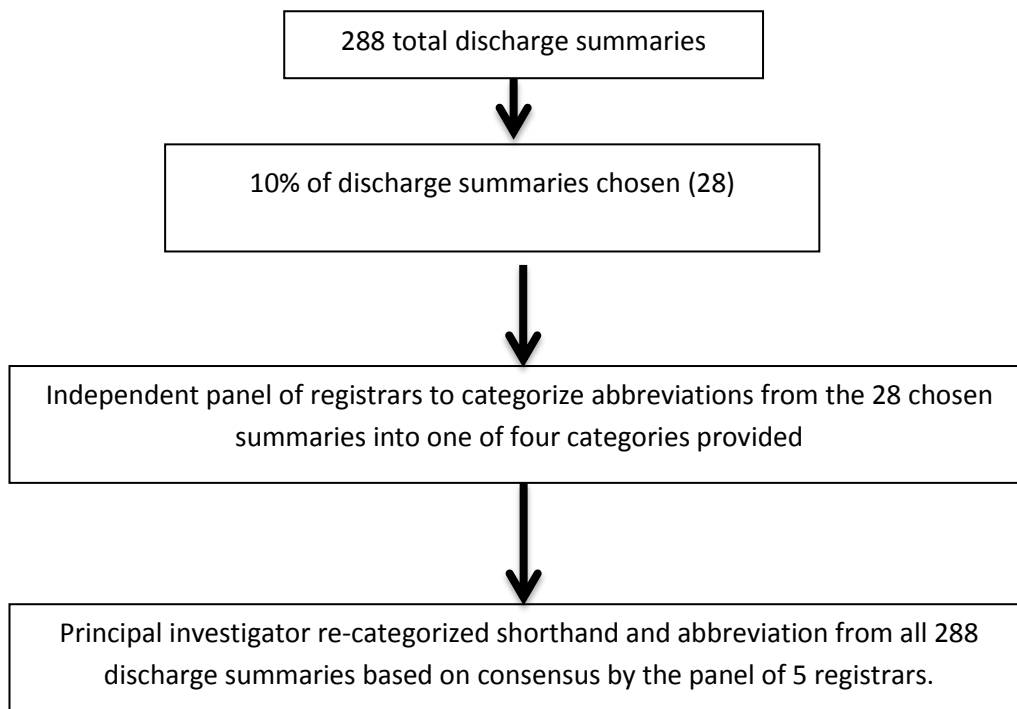 288 total discharge summaries
10% of discharge summaries chosen (28)
Independent panel of registrars to categorize abbreviations from the 28 chosen
summaries into one of four categories provided
Principal investigator re-categorized shorthand and abbreviation from all 288
discharge summaries based on consensus by the panel of 5 registrars.